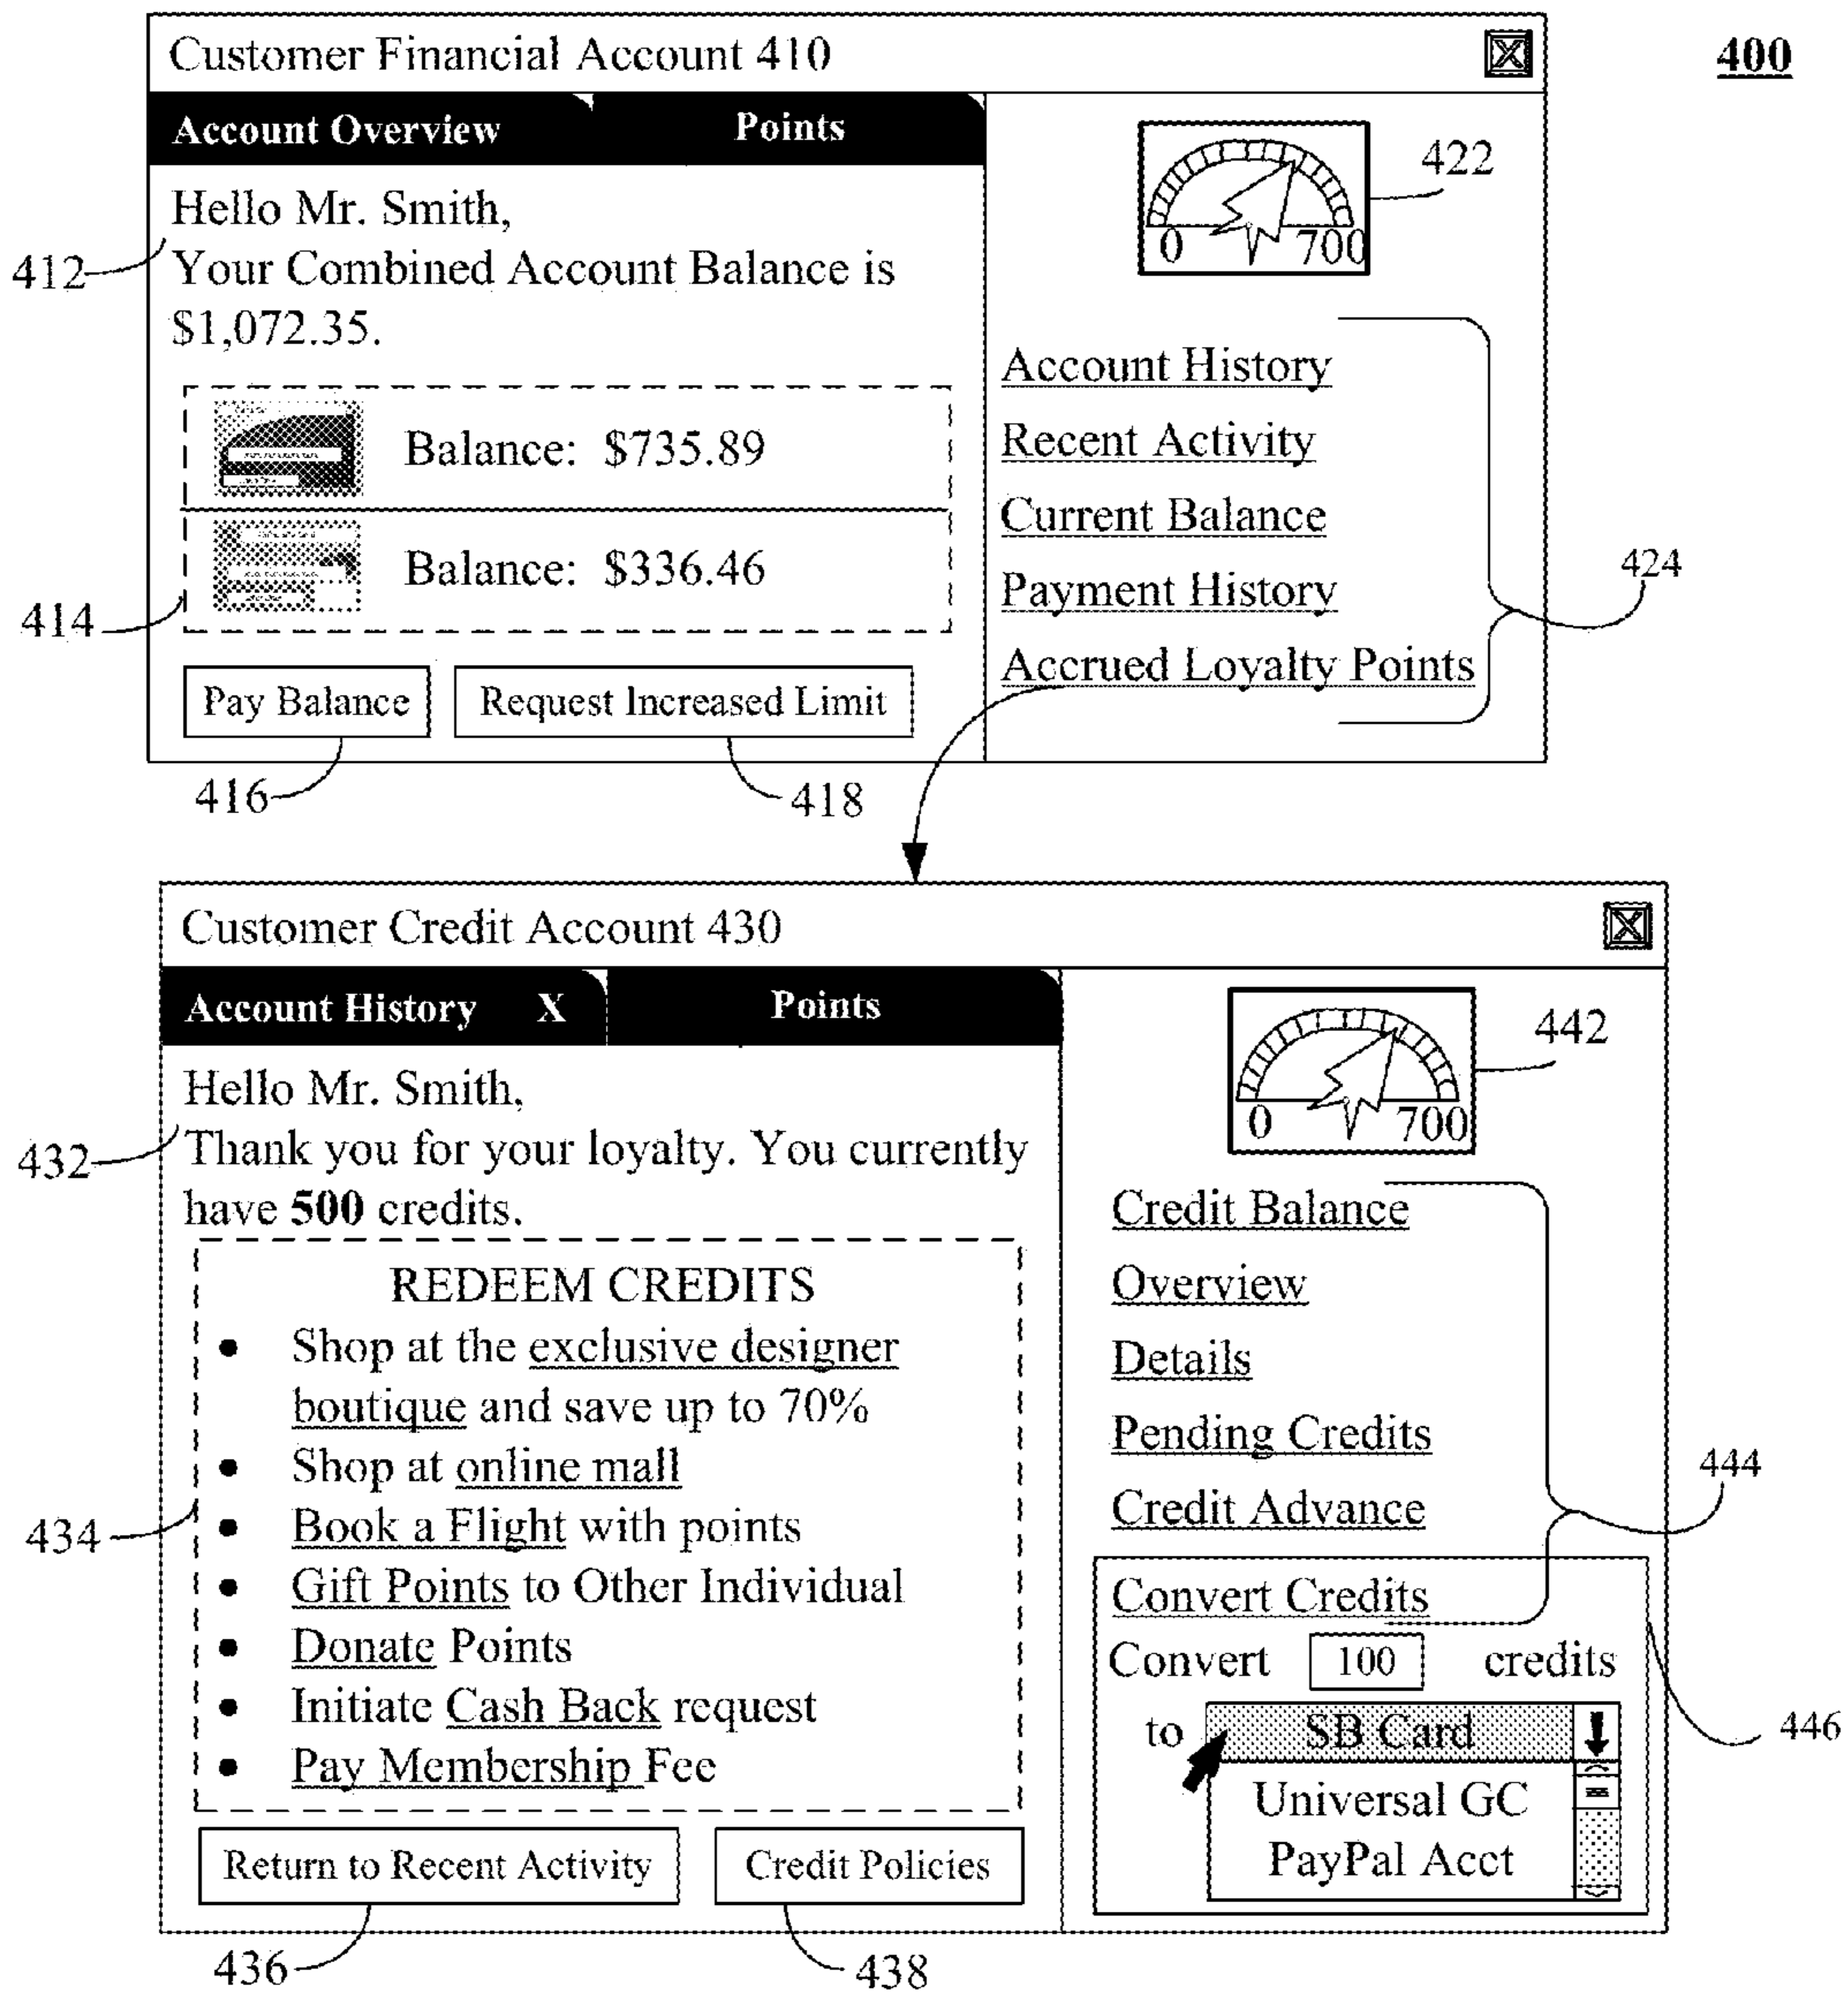 400
Customer Financial Account 410
Account Overview
Points
Hello Mr. Smith,
Your Combined Account Balance is
$1,072.35.
412
Balance: $735.89
Balance: $336.46
414
Pay Balance
Request Increased Limit
416
418
0
700
422
Account History
Recent Activity
Current Balance
Payment History
Accrued Loyalty Points
424
Customer Credit Account 430
Account History X
Points
Hello Mr. Smith,
Thank you for your loyalty. You currently
have 500 credits.
432
REDEEM CREDITS
• Shop at the exclusive designer
boutique and save up to 70%
• Shop at online mall
• Book a Flight with points
• Gift Points to Other Individual
• Donate Points
• Initiate Cash Back request
• Pay Membership Fee
434
Return to Recent Activity
Credit Policies
436
438
0
700
442
Credit Balance
Overview
Details
Pending Credits
Credit Advance
444
Convert Credits
Convert 100 credits
to SB Card
Universal GC
PayPal Acct
446